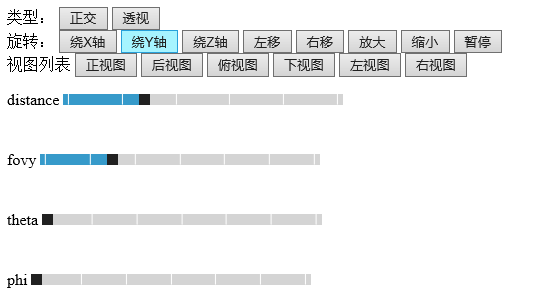 类型： 正交 透视
旋转： 绕X轴 绕Y轴 绕Z轴 左移 右移 放大 缩小 暂停
视图列表 正视图 后视图 俯视图 下视图 左视图 右视图
distance
fovy
theta
phi